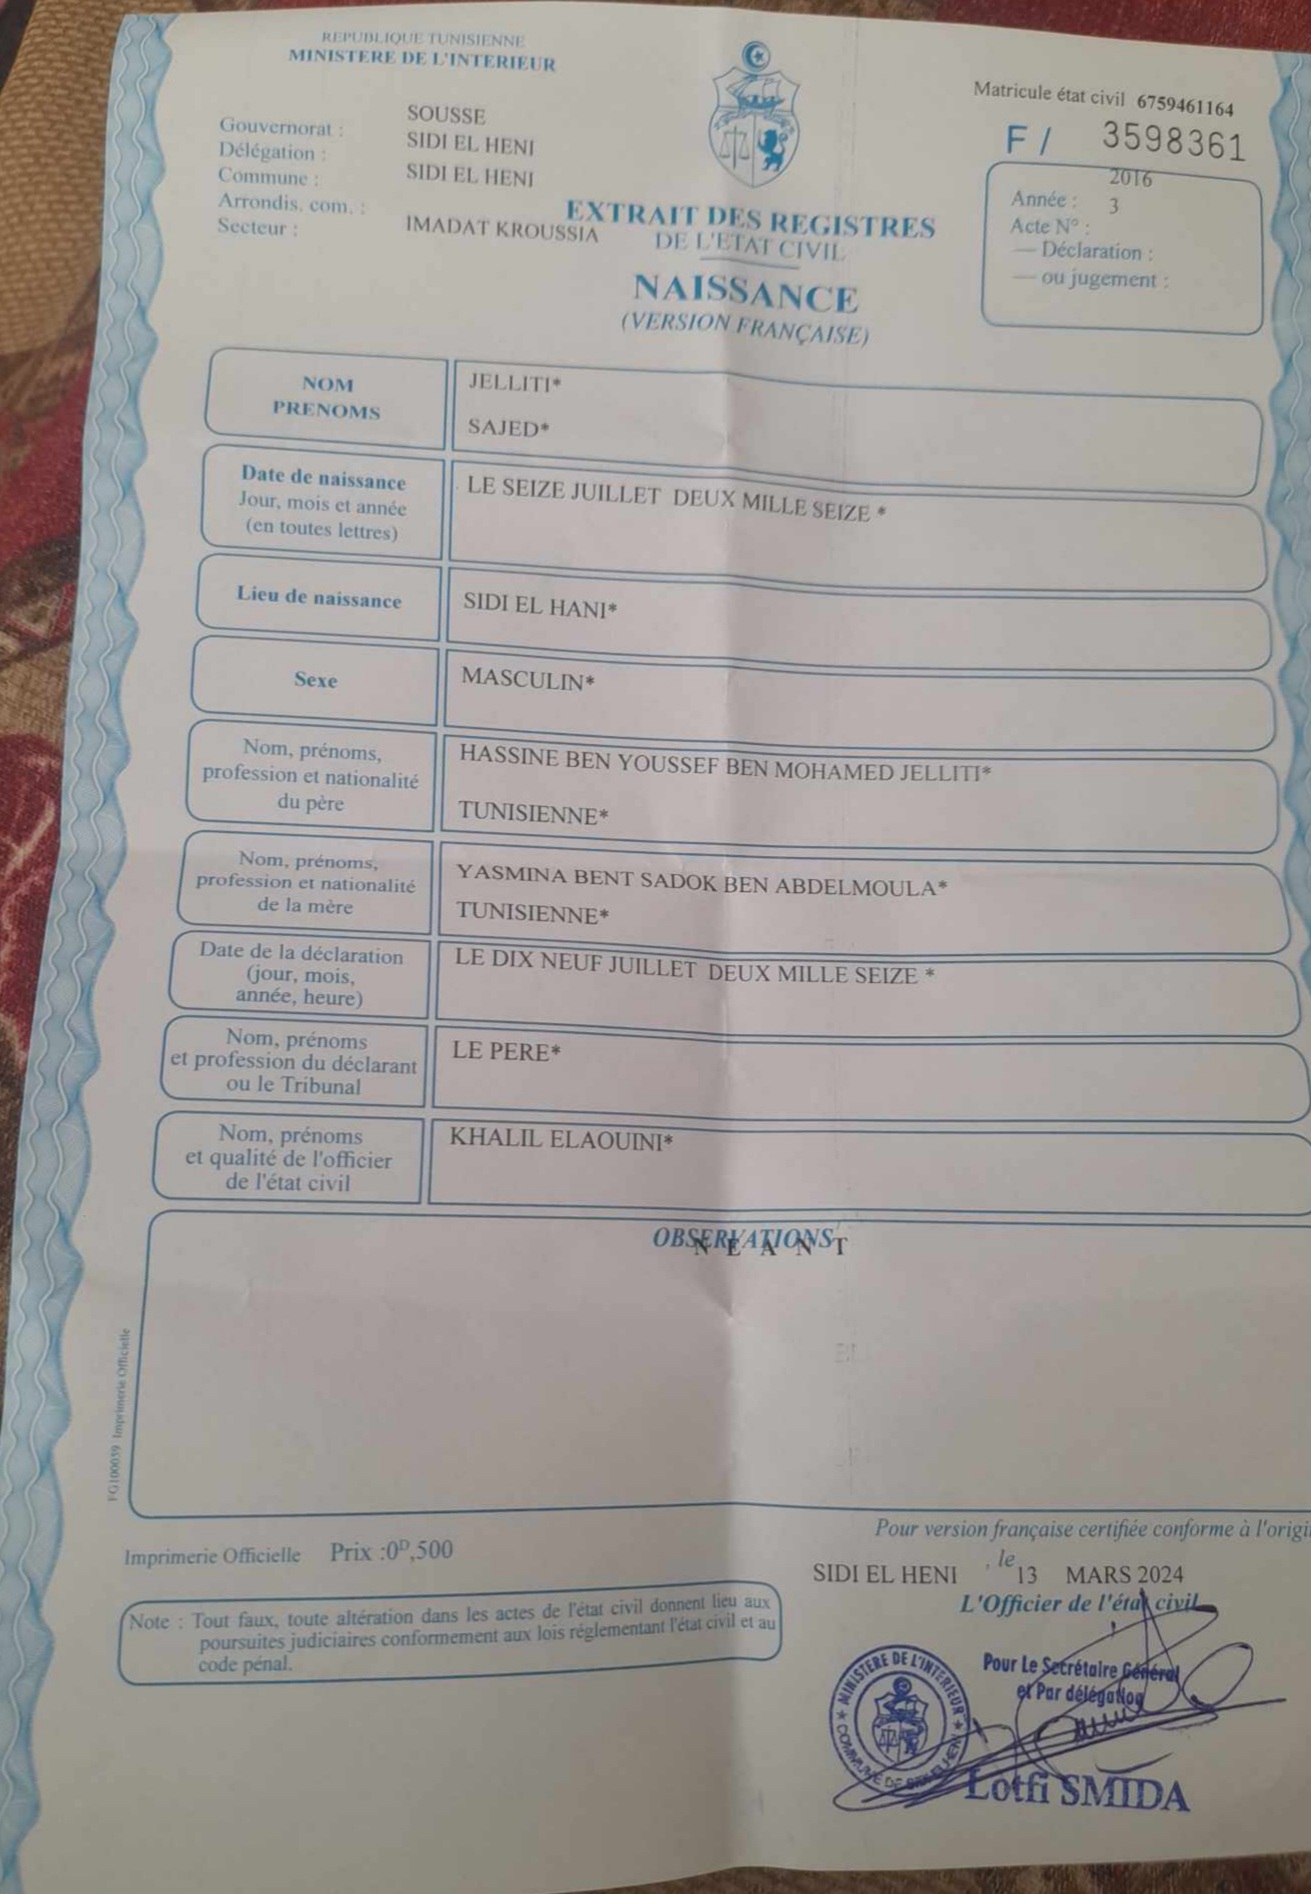 REPUBLIQUE TUNISIENNE
MINISTERE DE L'INTERIEUR
Gouvernorat : SOUSSE
Délégation : SIDI EL HENI
Commune : SIDI EL HENI
Arrondis. com. :
Secteur : IMADAT KROUSSIA
Matricule état civil 6759461164
F / 3598361
2016
Année : 3
Acte N° :
— Déclaration :
— ou jugement :
EXTRAIT DES REGISTRES
DE L'ETAT CIVIL
NAISSANCE
(VERSION FRANÇAISE)
NOM
PRENOMS
JELLITI*
SAJED*
Date de naissance
Jour, mois et année
(en toutes lettres)
LE SEIZE JUILLET DEUX MILLE SEIZE *
Lieu de naissance
SIDI EL HANI*
Sexe
MASCULIN*
Nom, prénoms,
profession et nationalité
du père
HASSINE BEN YOUSSEF BEN MOHAMED JELLITI*
TUNISIENNE*
Nom, prénoms,
profession et nationalité
de la mère
YASMINA BENT SADOK BEN ABDELMOULA*
TUNISIENNE*
Date de la déclaration
(jour, mois,
année, heure)
LE DIX NEUF JUILLET DEUX MILLE SEIZE *
Nom, prénoms
et profession du déclarant
ou le Tribunal
LE PERE*
Nom, prénoms
et qualité de l'officier
de l'état civil
KHALIL ELAOUINI*
OBSERVATIONS
N E A N T
FG100059 Imprimerie Officielle
Imprimerie Officielle Prix :0D,500
Note : Tout faux, toute altération dans les actes de l'état civil donnent lieu aux
poursuites judiciaires conformement aux lois réglementant l'état civil et au
code pénal.
Pour version française certifiée conforme à l'origi
SIDI EL HENI , le 13 MARS 2024
L'Officier de l'état civil
Pour Le Secrétaire Général
et Par délégation
MINISTERE DE L'INTERIEUR
COMMUNE DE SIDI ELHENI
Lotfi SMIDA